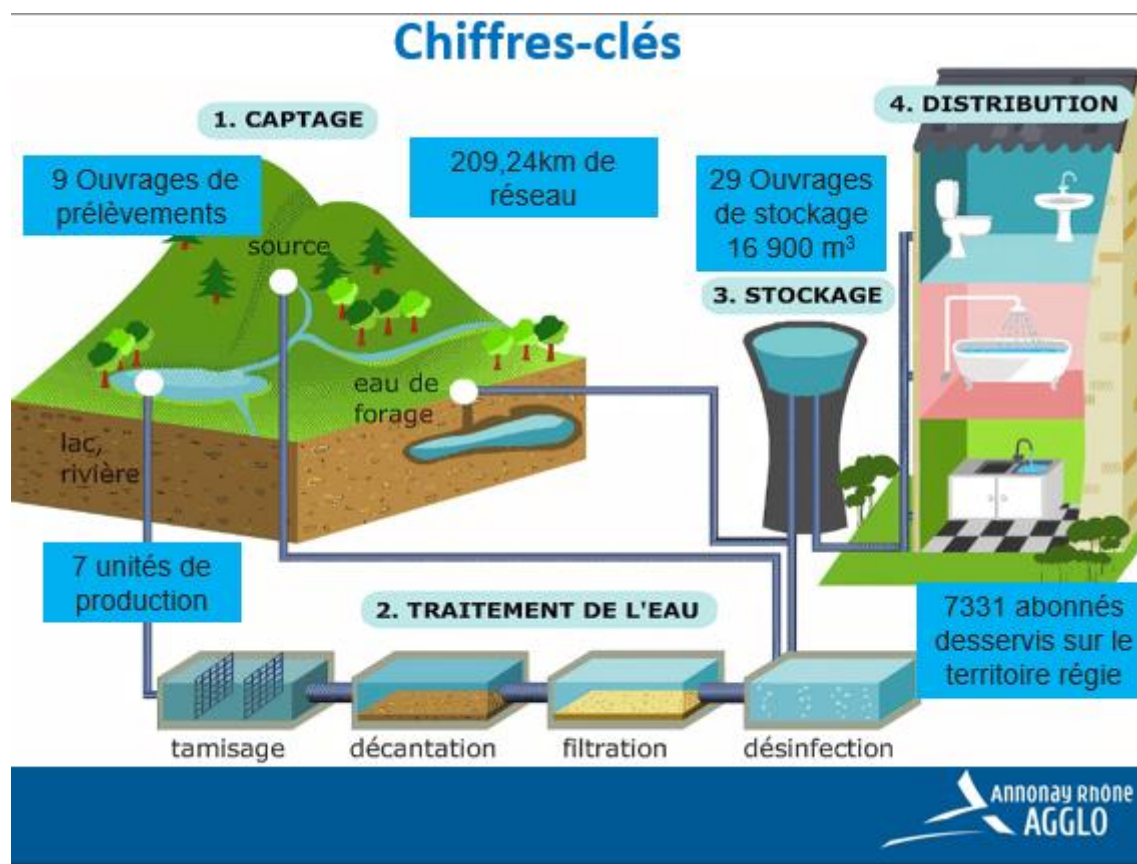 Chiffres-clés
1. CAPTAGE
4. DISTRIBUTION
9 Ouvrages de
prélèvements
209,24km de
réseau
29 Ouvrages
de stockage
16 900 m³
source
3. STOCKAGE
eau de
forage
lac,
rivière
7 unités de
production
2. TRAITEMENT DE L'EAU
7331 abonnés
desservis sur le
territoire régie
tamisage
décantation
filtration
désinfection
Annonay Rhône
AGGLO